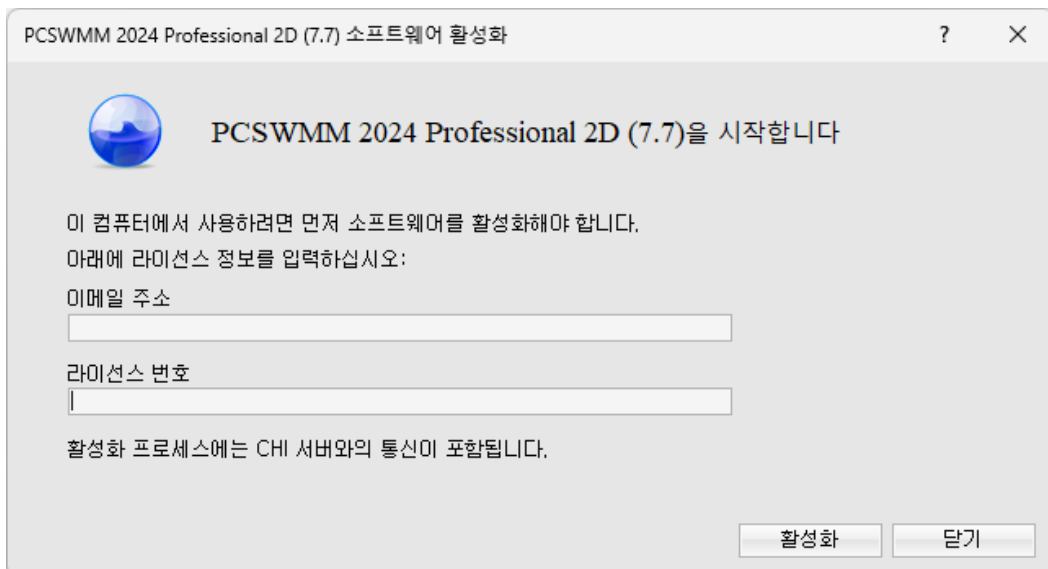 PCSWMM 2024 Professional 2D (7.7) 소프트웨어 활성화
?
PCSWMM 2024 Professional 2D (7.7)을 시작합니다
이 컴퓨터에서 사용하려면 먼저 소프트웨어를 활성화해야 합니다.
아래에 라이선스 정보를 입력하십시오:
이메일 주소
라이선스 번호
활성화 프로세스에는 CHI 서버와의 통신이 포함됩니다.
활성화
닫기